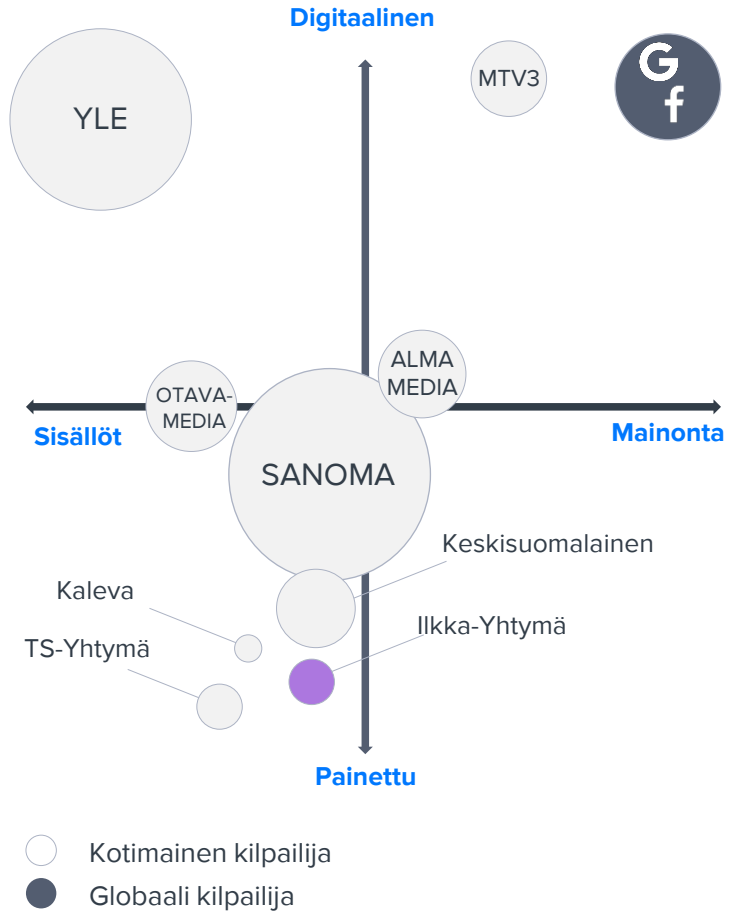 Digitaalinen
YLE
MTV3
G
f
ALMA
MEDIA
OTAVA-
MEDIA
Sisällöt
Mainonta
SANOMA
Keskisuomalainen
Kaleva
Ilkka-Yhtymä
TS-Yhtymä
Painettu
Kotimainen kilpailija
Globaali kilpailija